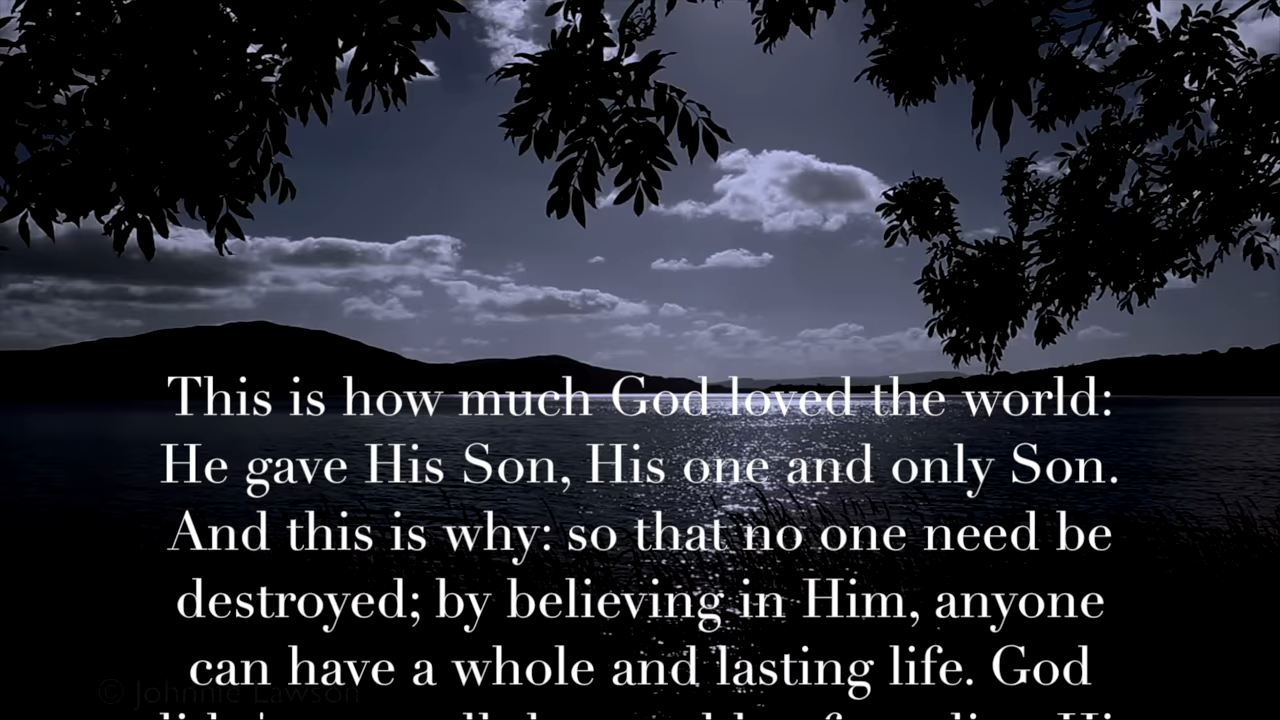 This is how much God loved the world:
He gave His Son, His one and only Son.
And this is why: so that no one need be
destroyed; by believing in Him, anyone
can have a whole and lasting life. God
© Johnnie Lawson